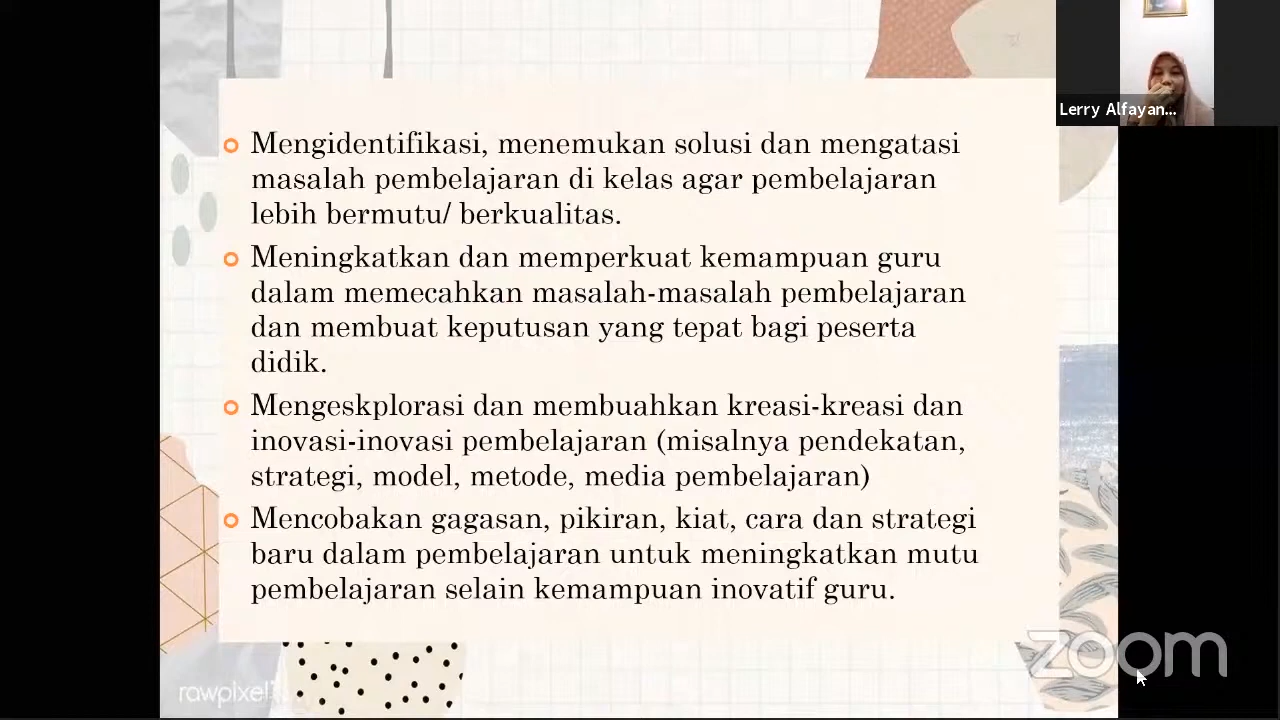 Lerry Alfayan...
Mengidentifikasi, menemukan solusi dan mengatasi
masalah pembelajaran di kelas agar pembelajaran
lebih bermutu/ berkualitas.
Meningkatkan dan memperkuat kemampuan guru
dalam memecahkan masalah-masalah pembelajaran
dan membuat keputusan yang tepat bagi peserta
didik.
Mengeskplorasi dan membuahkan kreasi-kreasi dan
inovasi-inovasi pembelajaran (misalnya pendekatan,
strategi, model, metode, media pembelajaran)
Mencobakan gagasan, pikiran, kiat, cara dan strategi
baru dalam pembelajaran untuk meningkatkan mutu
pembelajaran selain kemampuan inovatif guru.
zoom
rawpixel